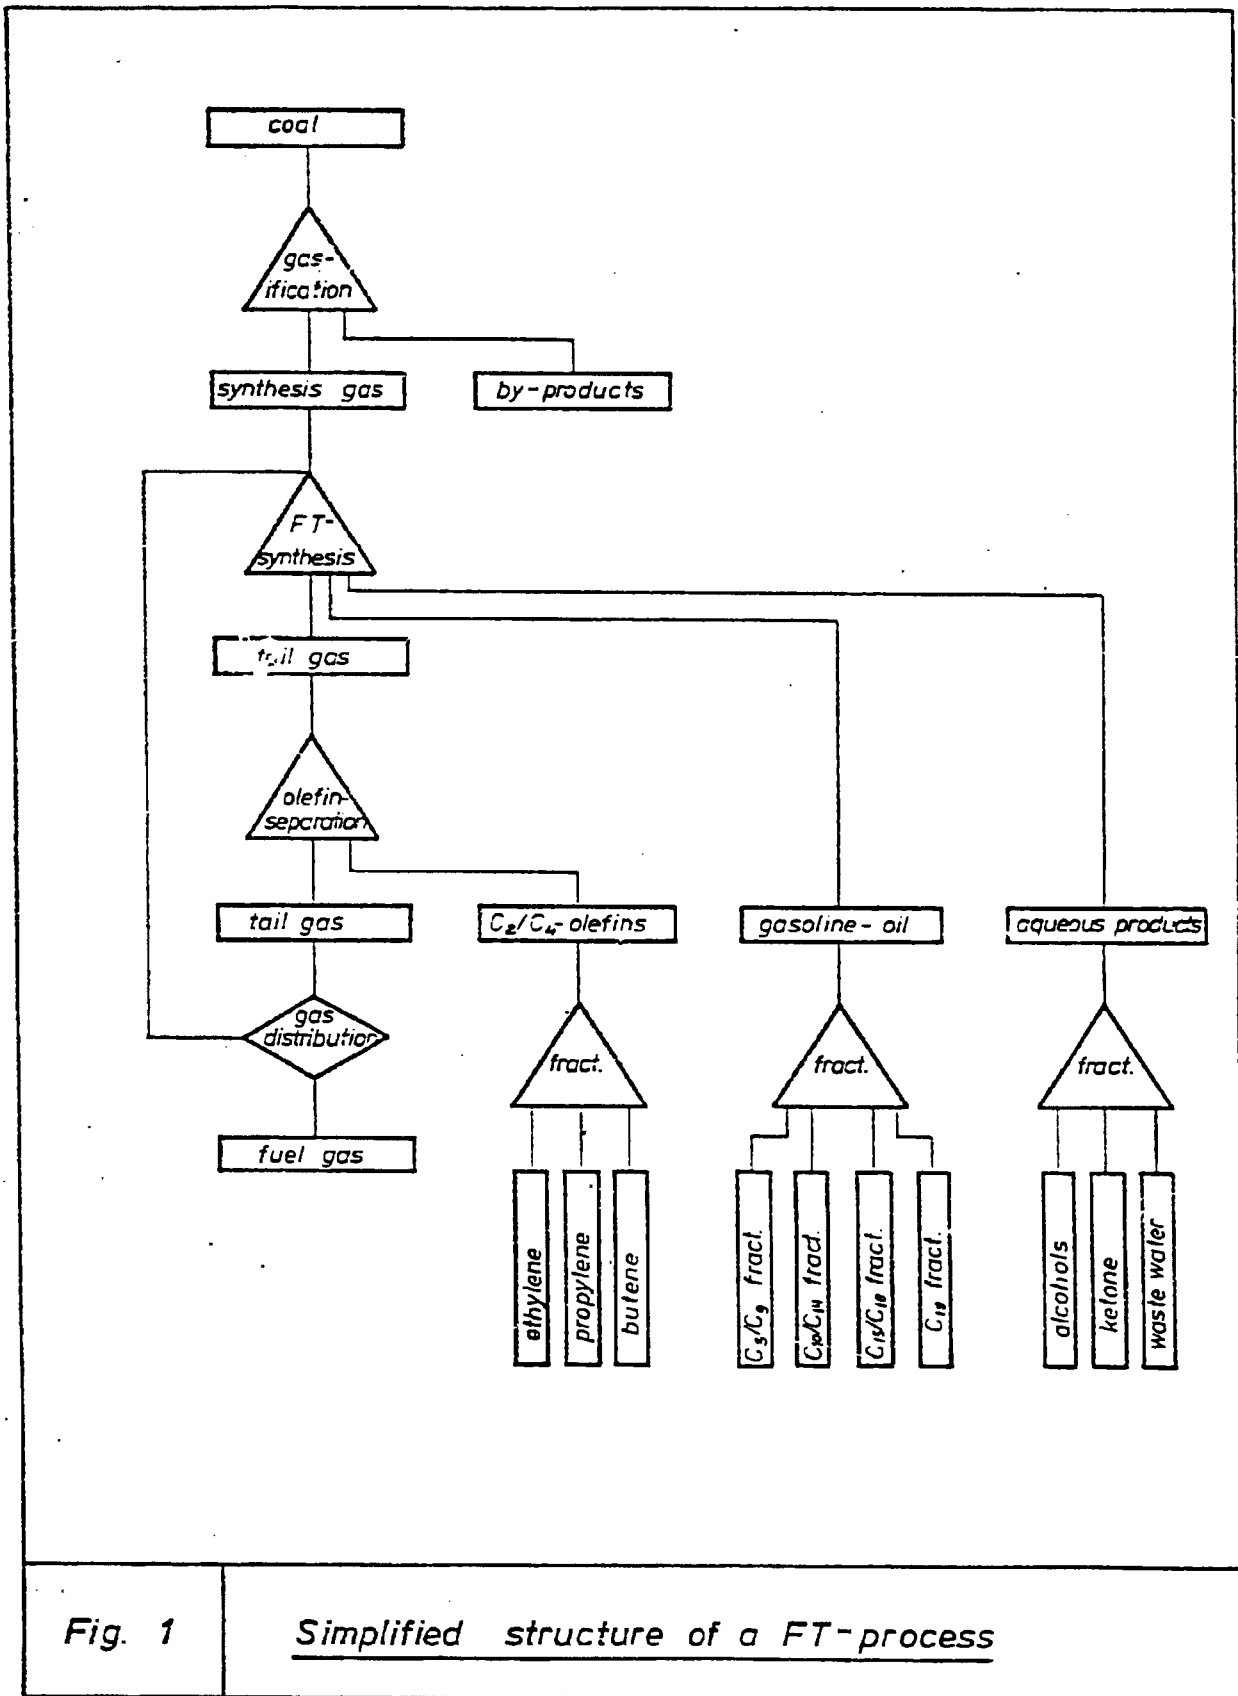 coal
gas-
ification
synthesis gas
by-products
FT-
synthesis
tail gas
olefin-
separation
tail gas
C₂/C₄-olefins
gasoline-oil
aqueous products
gas
distribution
fract.
fract.
fract.
fuel gas
ethylene
propylene
butene
C₅/C₉ fract.
C₁₀/C₁₄ fract.
C₁₅/C₁₈ fract.
C₁₉ fract.
alcohols
ketone
waste water
Fig. 1
Simplified structure of a FT-process